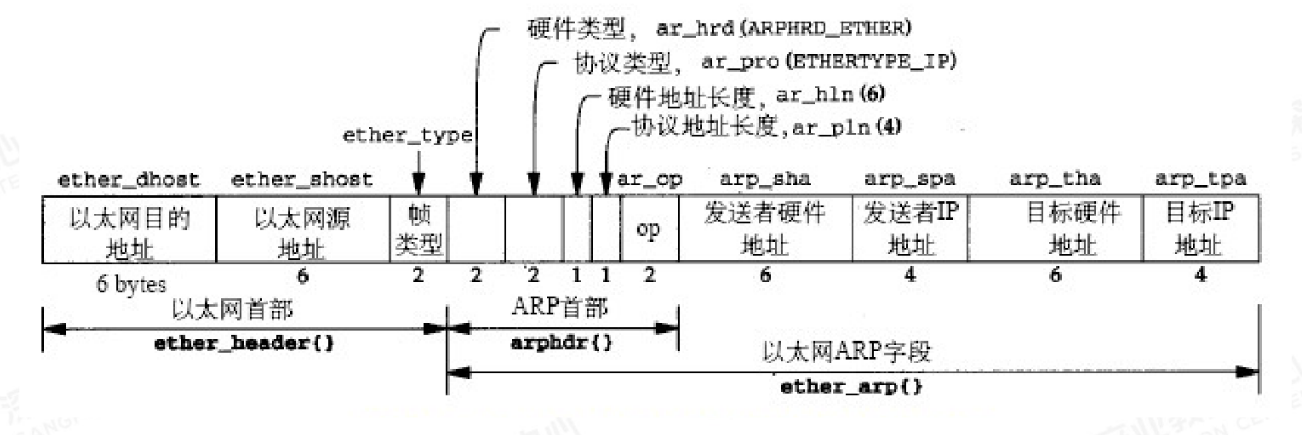 硬件类型, ar_hrd(ARPHRD_ETHER)
协议类型, ar_pro(ETHERTYPE_IP)
硬件地址长度, ar_hln(6)
协议地址长度, ar_pln(4)
ether_type
ether_dhost ether_shost ar_op arp_sha arp_spa arp_tha arp_tpa
以太网目的 以太网源 帧 发送者硬件 发送者IP 目标硬件 目标IP
地址 地址 类型 op 地址 地址 地址 地址
6 bytes 6 2 2 2 1 1 2 6 4 6 4
以太网首部 ARP首部
ether_header{} arphdr{}
以太网ARP字段
ether_arp{}